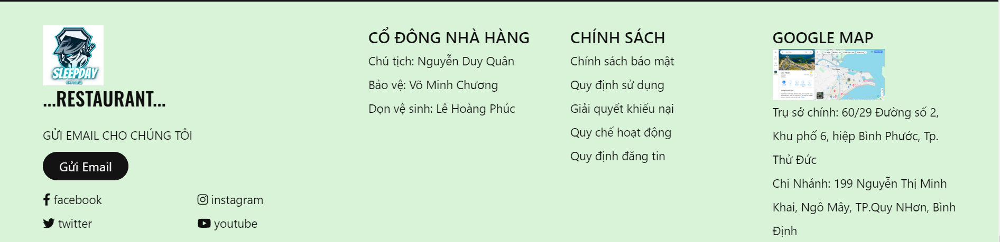 SLEEPDAY
...RESTAURANT...
GỬI EMAIL CHO CHÚNG TÔI
Gửi Email
facebook
instagram
twitter
youtube
CỔ ĐÔNG NHÀ HÀNG
Chủ tịch: Nguyễn Duy Quân
Bảo vệ: Võ Minh Chương
Dọn vệ sinh: Lê Hoàng Phúc
CHÍNH SÁCH
Chính sách bảo mật
Quy định sử dụng
Giải quyết khiếu nại
Quy chế hoạt động
Quy định đăng tin
GOOGLE MAP
Trụ sở chính: 60/29 Đường số 2,
Khu phố 6, hiệp Bình Phước, Tp.
Thử Đức
Chi Nhánh: 199 Nguyễn Thị Minh
Khai, Ngô Mây, TP.Quy NHơn, Bình
Định